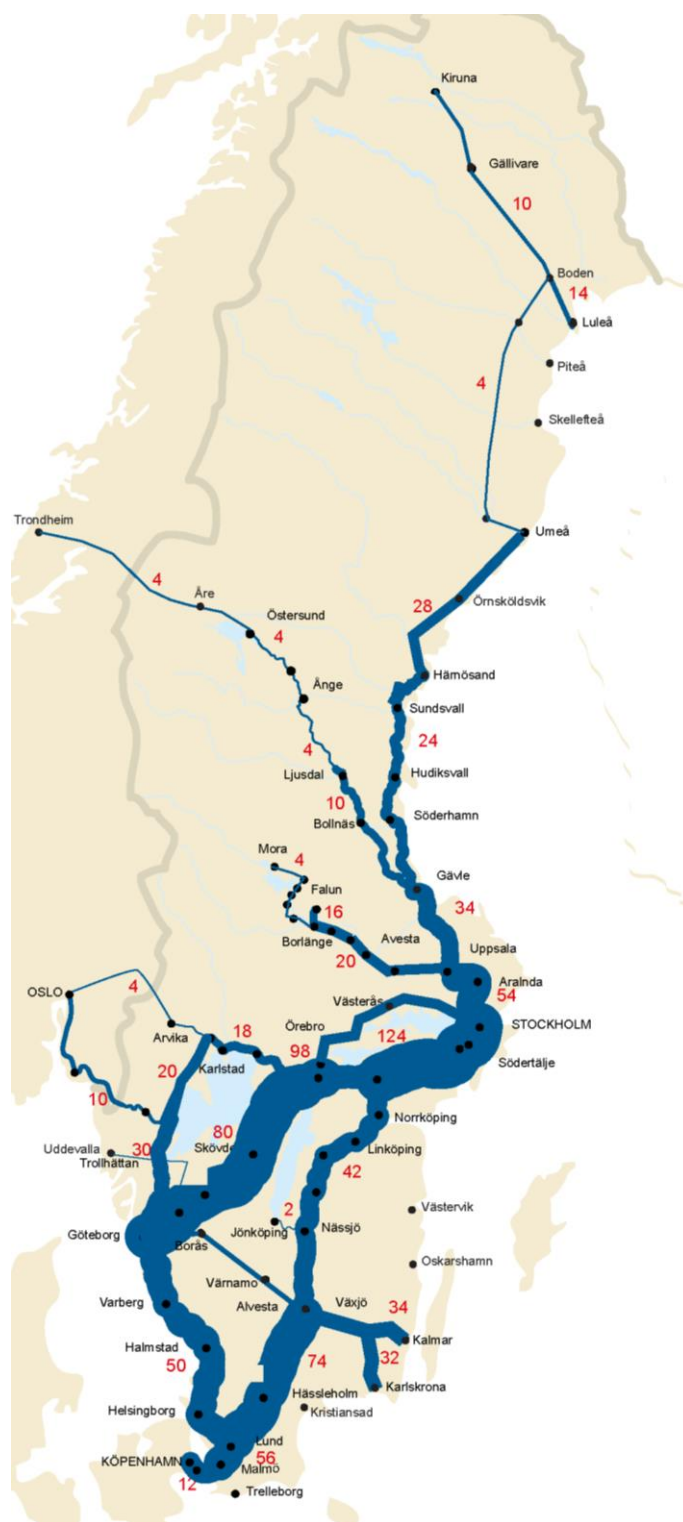 Kiruna
Gällivare
10
Boden
14
Luleå
Piteå
4
Skellefteå
Trondheim
Umeå
4
Åre
Örnsköldsvik
28
Östersund
4
Hämösand
Ånge
Sundsvall
24
4
Ljusdal
Hudiksvall
10
Bollnäs
Söderhamn
Mora
4
Falun
Gävle
16
34
Borlänge
Avesta
20
Uppsala
OSLO
Aralnda
54
4
Västerås
Arvika
18
Örebro
124
STOCKHOLM
98
20
Karlstad
Södertälje
10
Norrköping
80
Skövde
30
Uddevalla
Trollhättan
Linköping
42
2
Västervik
Göteborg
Jönköping
Nässjö
Borås
Oskarshamn
Värnamo
Varberg
Alvesta
Växjö
34
Kalmar
Halmstad
50
74
32
Karlskrona
Hässleholm
Kristiansad
Helsingborg
Lund
56
KÖPENHAMN
Malmö
12
Trelleborg